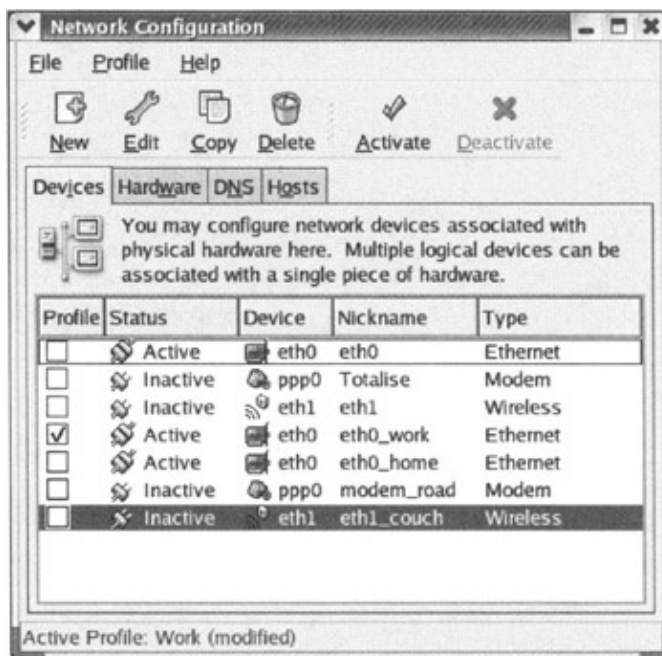 Network Configuration
File Profile Help
New Edit Copy Delete Activate Deactivate
Devices Hardware DNS Hosts
You may configure network devices associated with
physical hardware here. Multiple logical devices can be
associated with a single piece of hardware.
Profile Status Device Nickname Type
Active eth0 eth0 Ethernet
Inactive ppp0 Totalise Modem
Inactive eth1 eth1 Wireless
Active eth0 eth0_work Ethernet
Active eth0 eth0_home Ethernet
Inactive ppp0 modem_road Modem
Inactive eth1 eth1_couch Wireless
Active Profile: Work (modified)